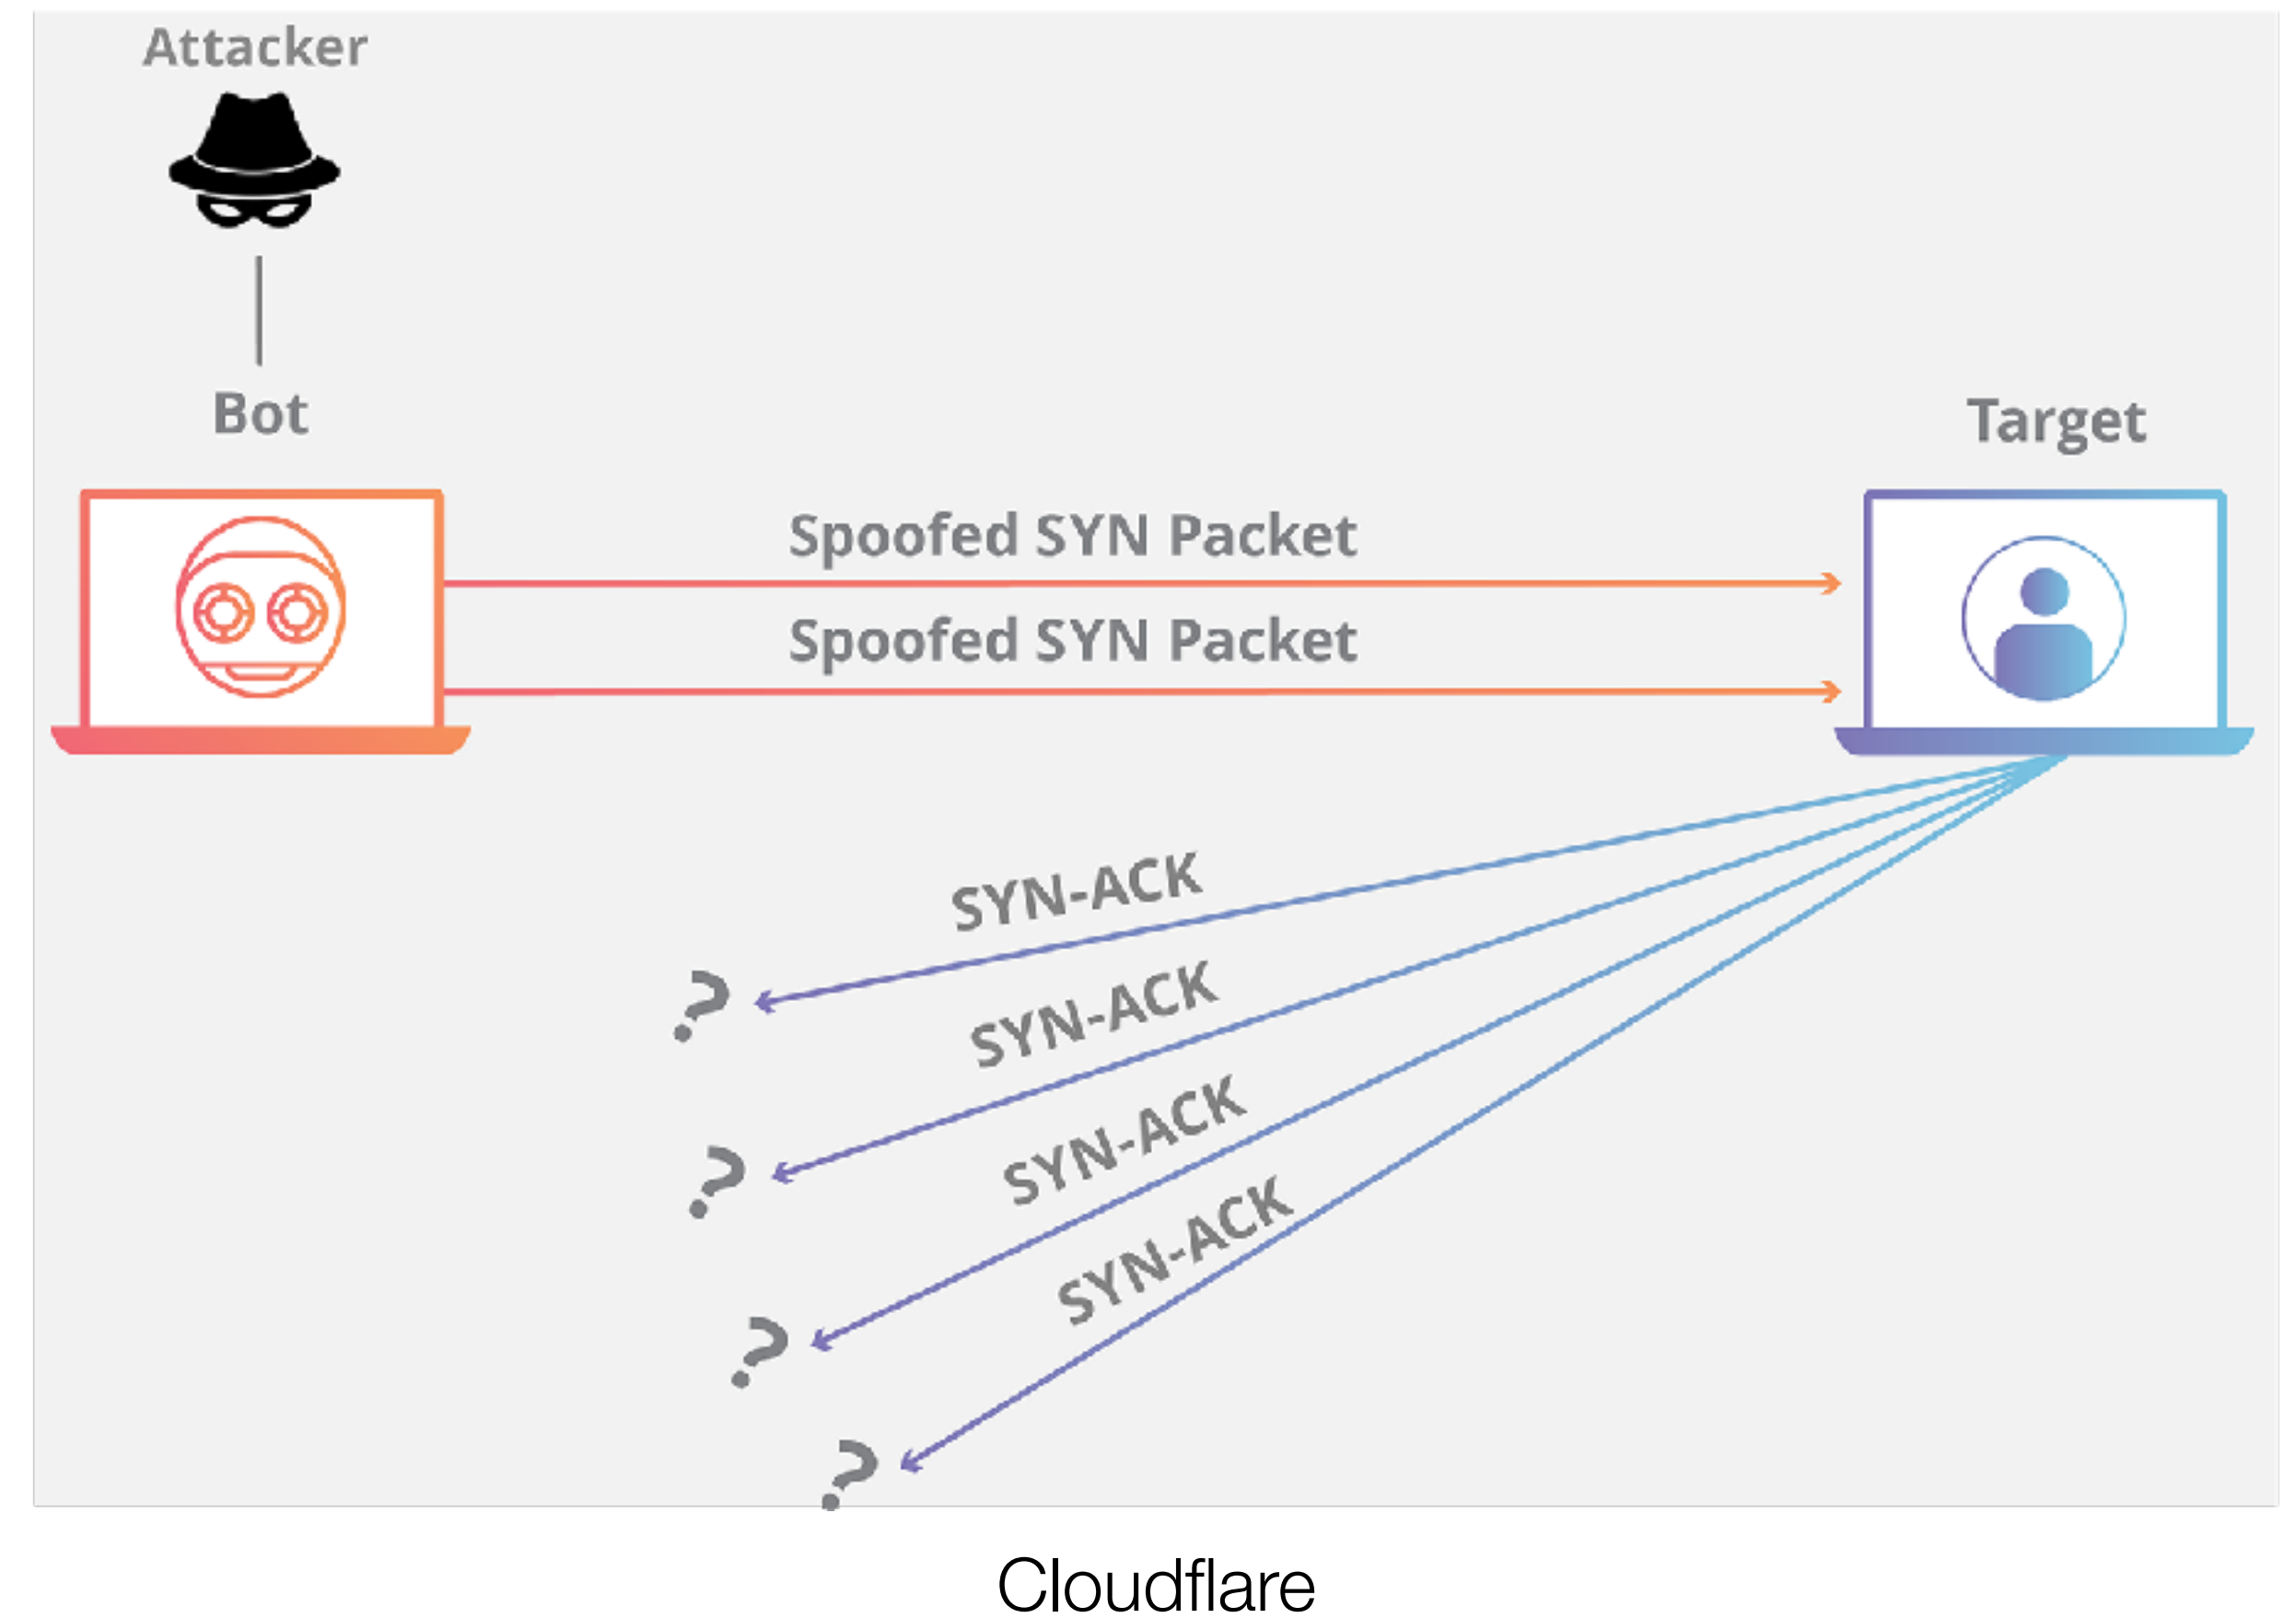 Attacker
Bot
Target
Spoofed SYN Packet
Spoofed SYN Packet
SYN-ACK
?
SYN-ACK
?
SYN-ACK
?
SYN-ACK
?
Cloudflare